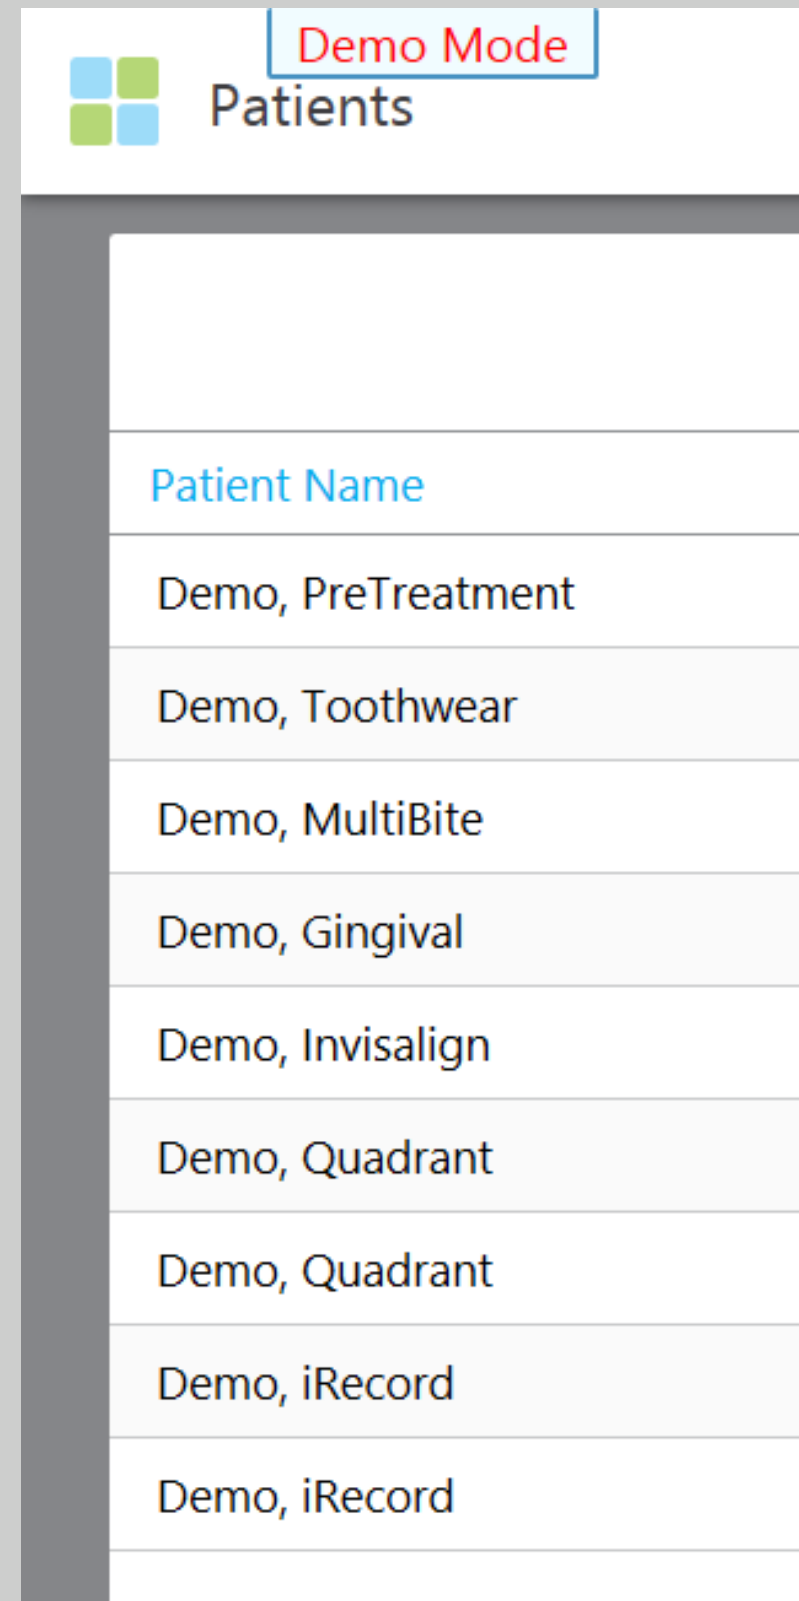 Demo Mode
Patients
Patient Name
Demo, PreTreatment
Demo, Toothwear
Demo, MultiBite
Demo, Gingival
Demo, Invisalign
Demo, Quadrant
Demo, Quadrant
Demo, iRecord
Demo, iRecord